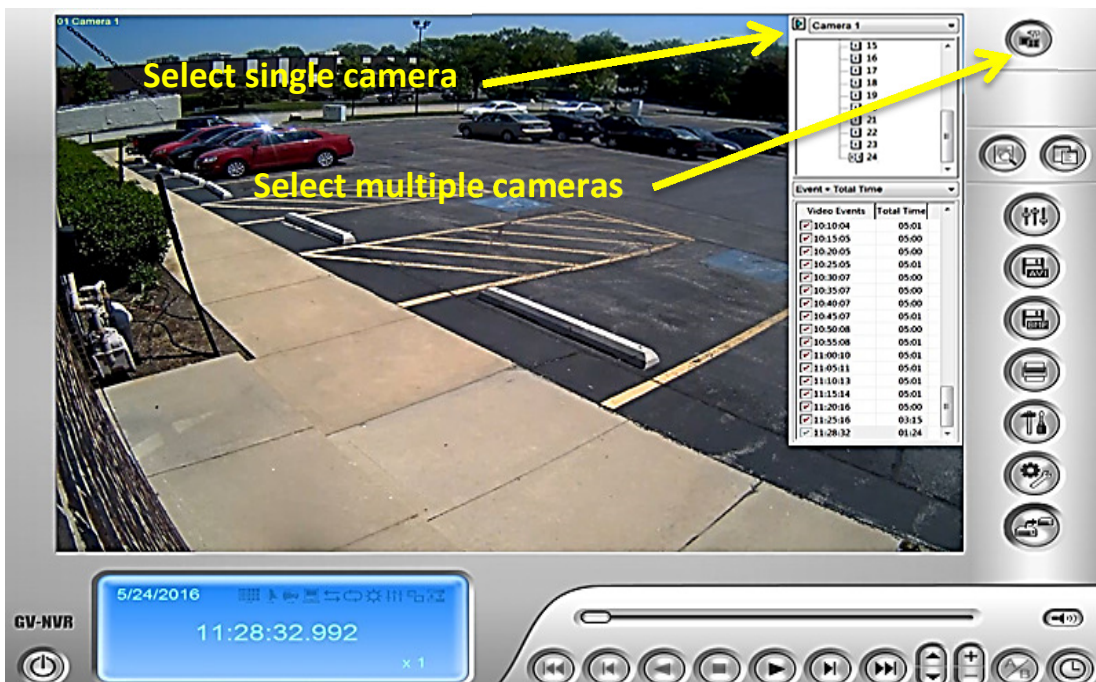 01 Camera 1
Camera 1
15
16
17
18
19
21
22
23
24
Select single camera
Select multiple cameras
Event - Total Time
Video Events Total Time
10:10:04 05:01
10:15:05 05:00
10:20:05 05:00
10:25:05 05:01
10:30:07 05:00
10:35:07 05:00
10:40:07 05:00
10:45:07 05:01
10:50:08 05:00
10:55:08 05:01
11:00:10 05:01
11:05:11 05:01
11:10:13 05:01
11:15:14 05:01
11:20:16 05:00
11:25:16 03:15
11:28:32 01:24
AVI
BMP
5/24/2016
GV-NVR
11:28:32.992
x 1
A/B